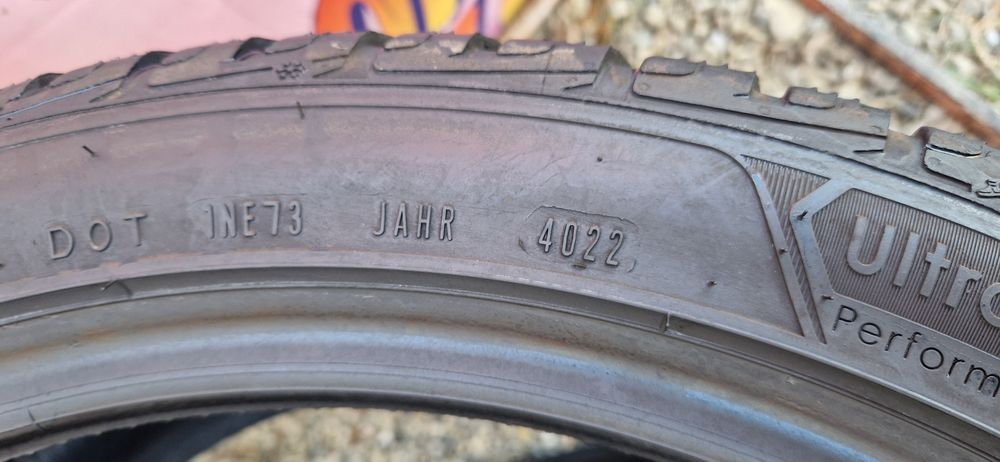 DOT 1NE73 JAHR 4022
Ultra
Perform